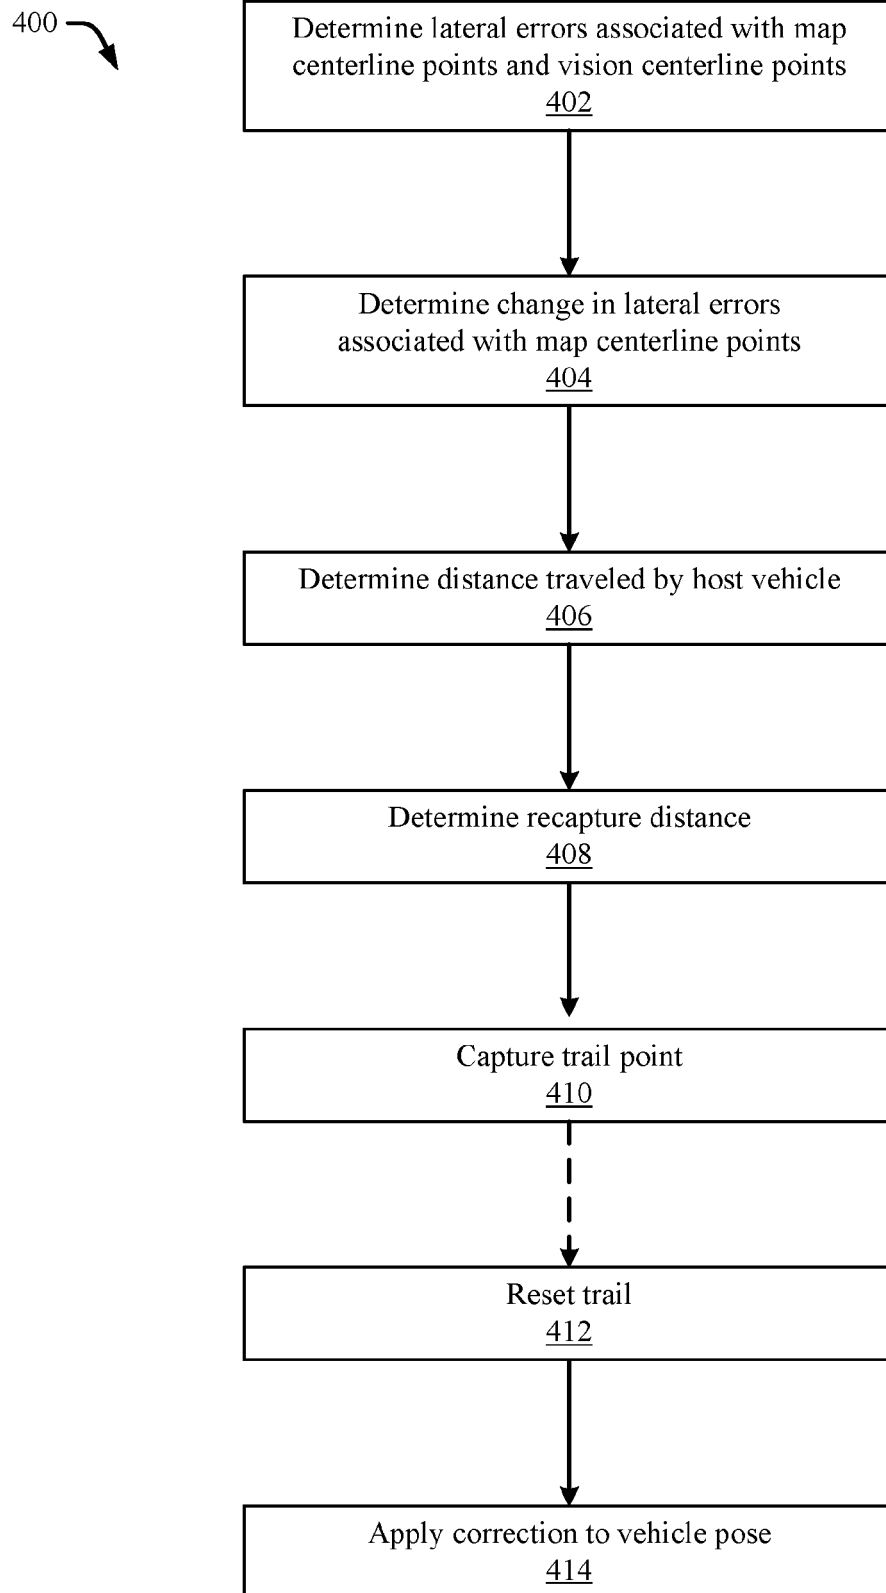 400
Determine lateral errors associated with map
centerline points and vision centerline points
402
Determine change in lateral errors
associated with map centerline points
404
Determine distance traveled by host vehicle
406
Determine recapture distance
408
Capture trail point
410
Reset trail
412
Apply correction to vehicle pose
414